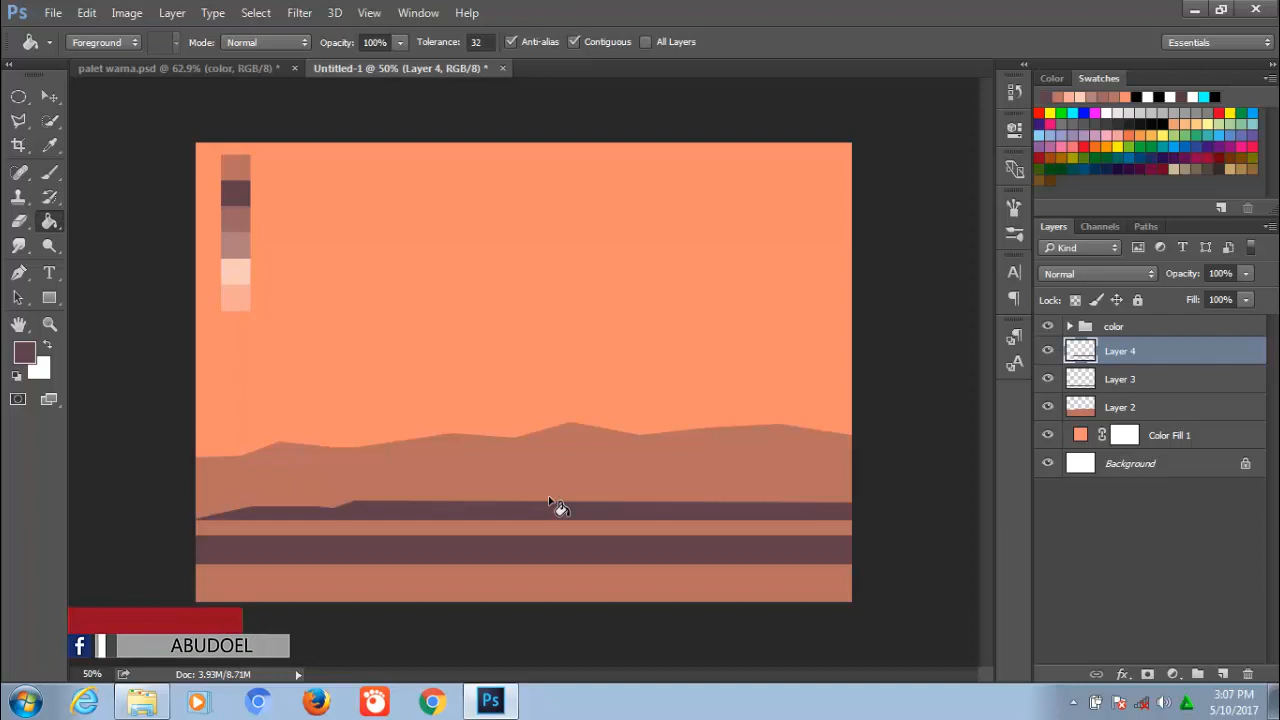 Ps File Edit Image Layer Type Select Filter 3D View Window Help
Foreground Mode: Normal Opacity: 100% Tolerance: 32 Anti-alias Contiguous All Layers Essentials
palet warna.psd @ 62.9% (color, RGB/8) * × Untitled-1 @ 50% (Layer 4, RGB/8) * ×
Color Swatches
Layers Channels Paths
Kind
Normal Opacity: 100%
Lock: Fill: 100%
color
Layer 4
Layer 3
Layer 2
Color Fill 1
Background
f ABUDOEL
50% Doc: 3.93M/8.71M
Ps
3:07 PM
5/10/2017